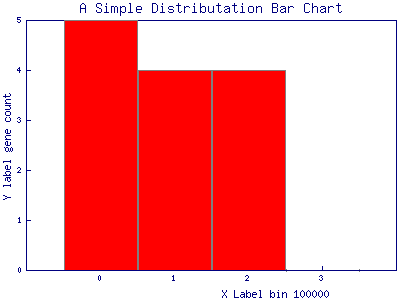 A Simple Distributation Bar Chart
5
4
3
2
1
0
Y label gene count
0 1 2 3
X Label bin 100000